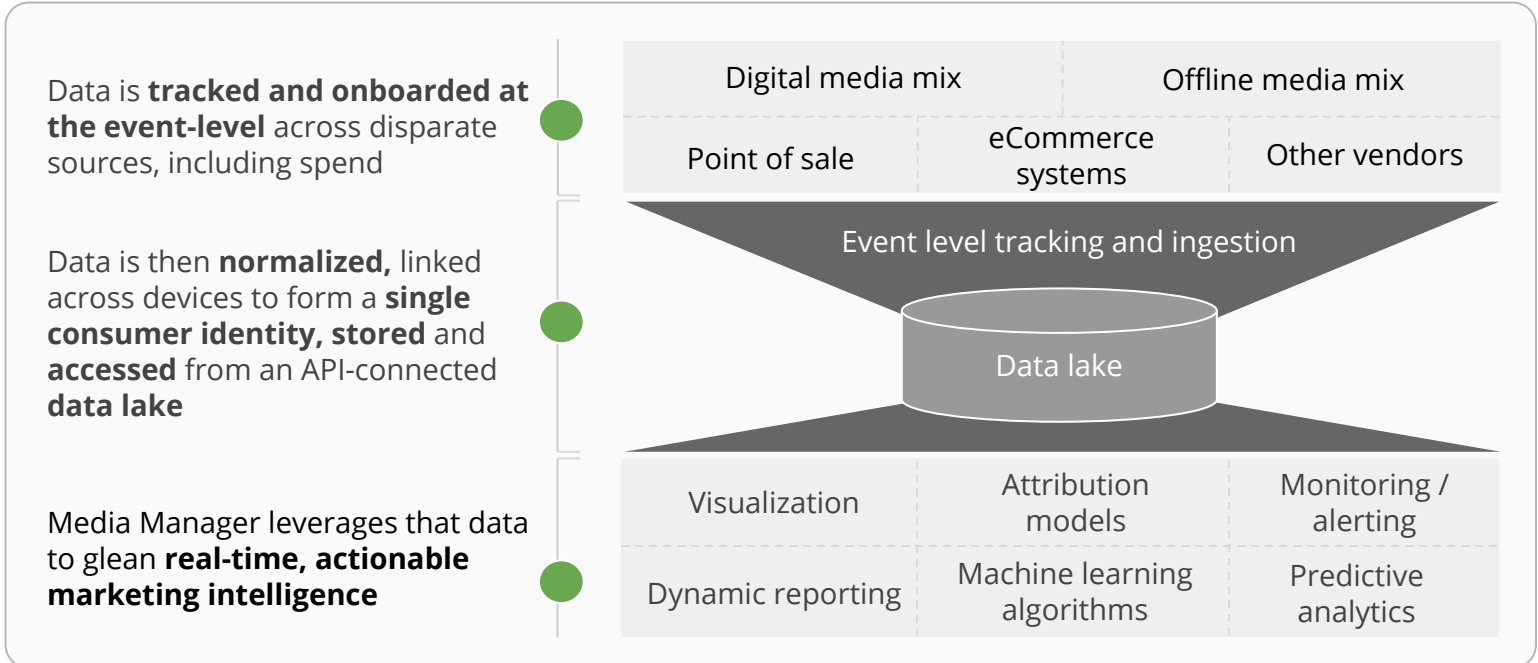 Data is tracked and onboarded at
the event-level across disparate
sources, including spend
Digital media mix
Offline media mix
Point of sale
eCommerce
systems
Other vendors
Data is then normalized, linked
across devices to form a single
consumer identity, stored and
accessed from an API-connected
data lake
Event level tracking and ingestion
Data lake
Media Manager leverages that data
to glean real-time, actionable
marketing intelligence
Visualization
Attribution
models
Monitoring /
alerting
Dynamic reporting
Machine learning
algorithms
Predictive
analytics